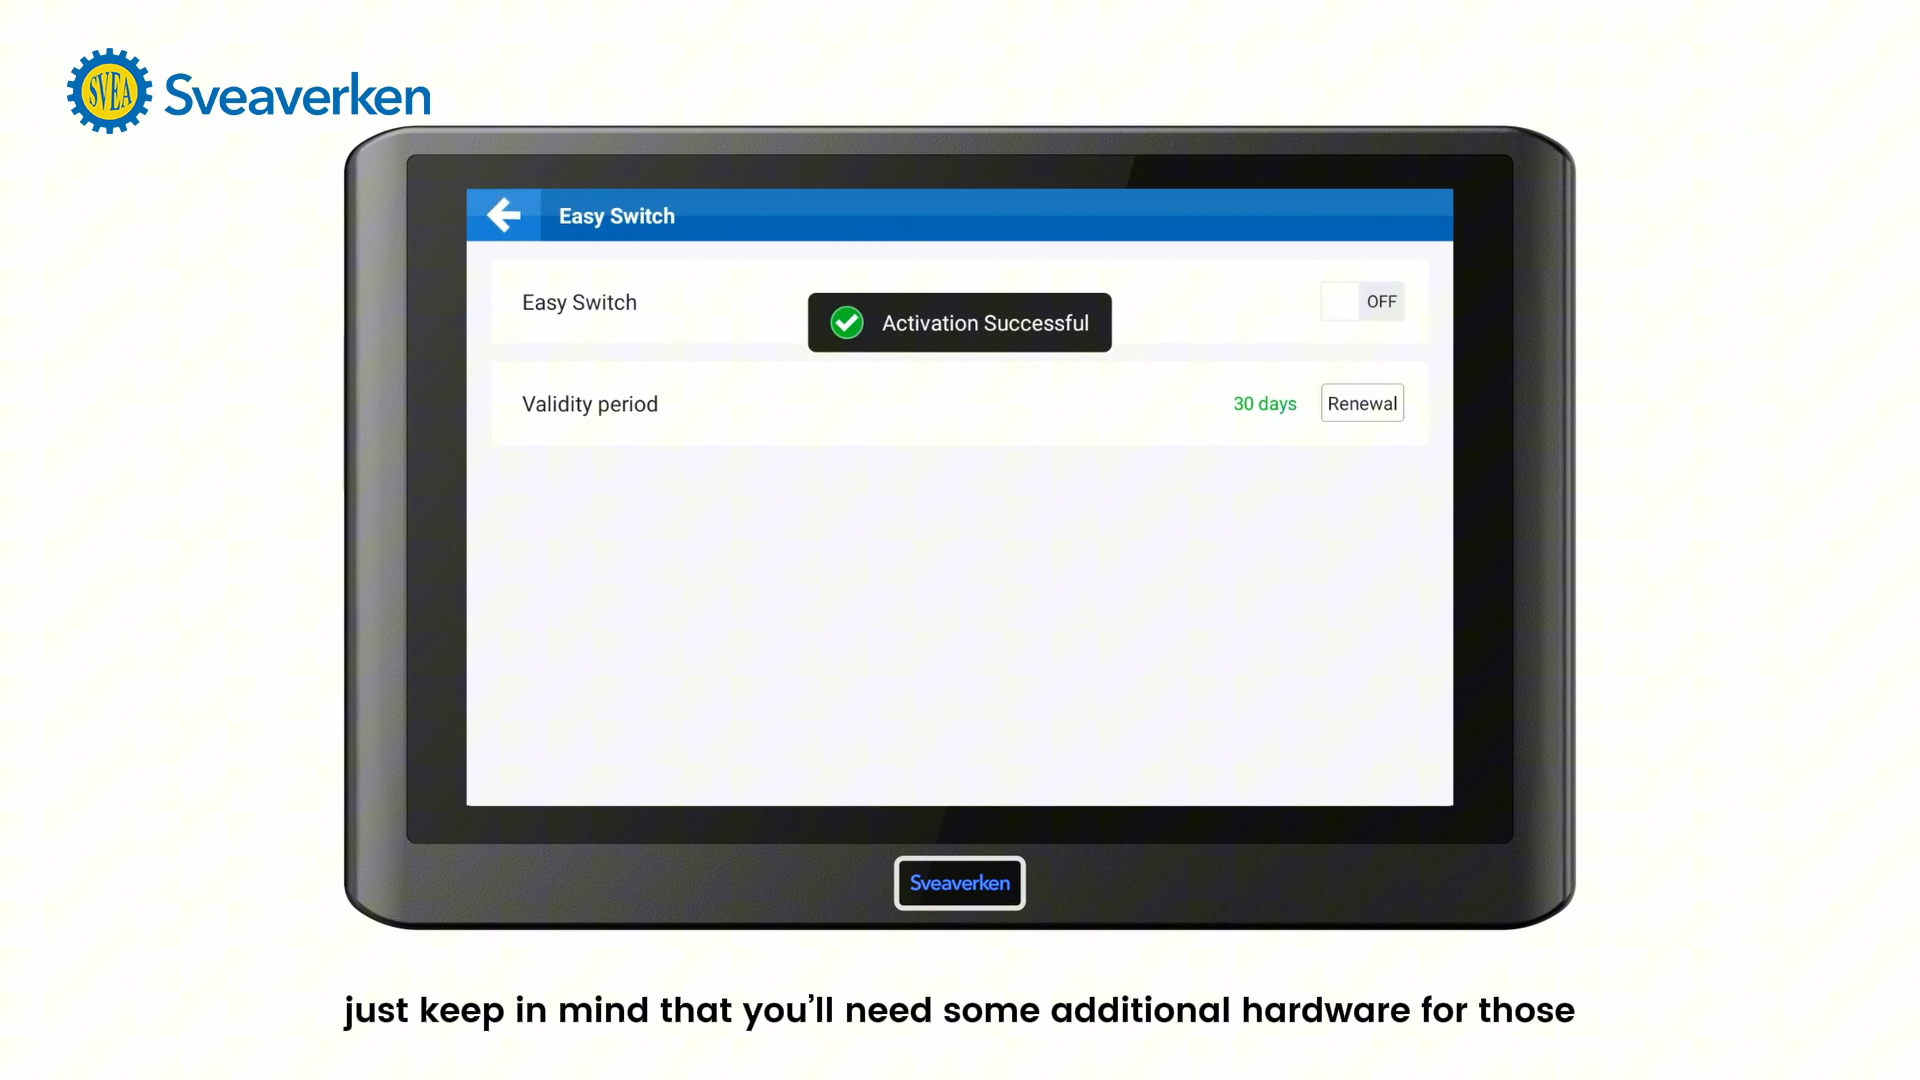 SVEA Sveaverken
Easy Switch
Easy Switch
OFF
Activation Successful
Validity period
30 days
Renewal
Sveaverken
just keep in mind that you'll need some additional hardware for those